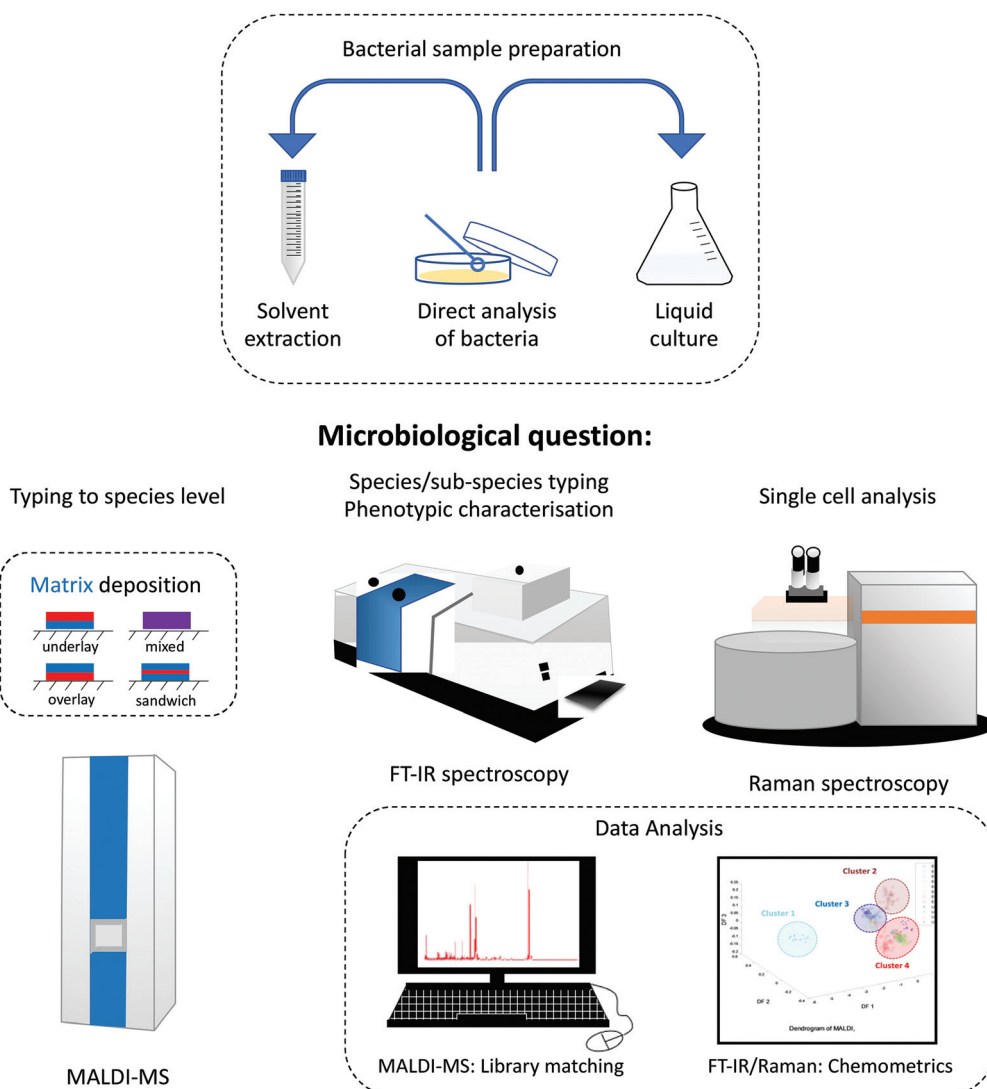 Bacterial sample preparation
Solvent
extraction
Direct analysis
of bacteria
Liquid
culture
Microbiological question:
Typing to species level
Species/sub-species typing
Phenotypic characterisation
Single cell analysis
Matrix deposition
underlay
mixed
overlay
sandwich
FT-IR spectroscopy
Raman spectroscopy
MALDI-MS
Data Analysis
Cluster 2
Cluster 3
Cluster 1
Cluster 4
DF 3
DF 2
DF 1
Dendrogram of MALDI,
MALDI-MS: Library matching
FT-IR/Raman: Chemometrics